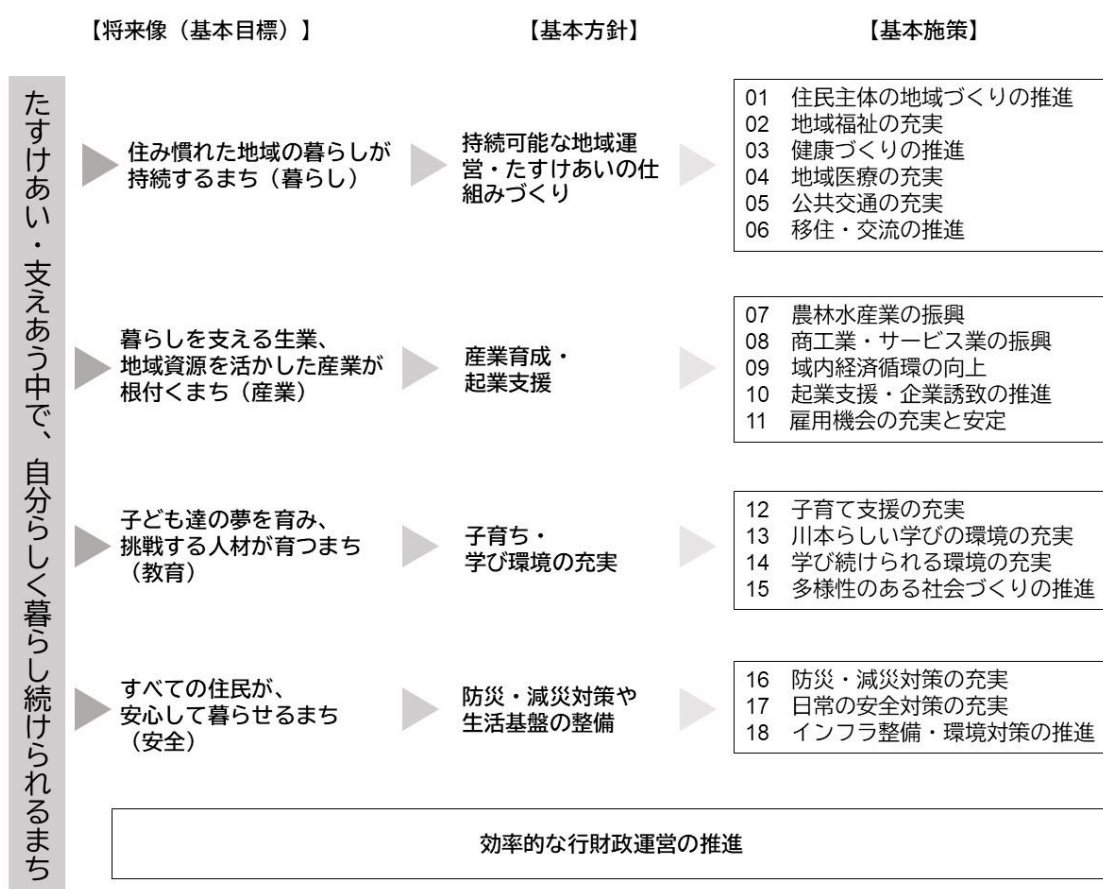 【将来像（基本目標）】
【基本方針】
【基本施策】
たすけあい・支えあう中で、自分らしく暮らし続けられるまち
住み慣れた地域の暮らしが
持続するまち（暮らし）
持続可能な地域運
営・たすけあいの仕
組みづくり
01 住民主体の地域づくりの推進
02 地域福祉の充実
03 健康づくりの推進
04 地域医療の充実
05 公共交通の充実
06 移住・交流の推進
暮らしを支える生業、
地域資源を活かした産業が
根付くまち（産業）
産業育成・
起業支援
07 農林水産業の振興
08 商工業・サービス業の振興
09 域内経済循環の向上
10 起業支援・企業誘致の推進
11 雇用機会の充実と安定
子ども達の夢を育み、
挑戦する人材が育つまち
（教育）
子育ち・
学び環境の充実
12 子育て支援の充実
13 川本らしい学びの環境の充実
14 学び続けられる環境の充実
15 多様性のある社会づくりの推進
すべての住民が、
安心して暮らせるまち
（安全）
防災・減災対策や
生活基盤の整備
16 防災・減災対策の充実
17 日常の安全対策の充実
18 インフラ整備・環境対策の推進
効率的な行財政運営の推進